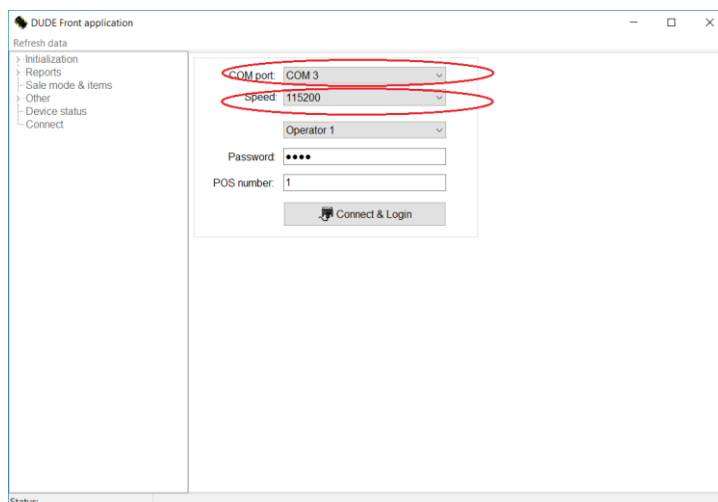 DUDE Front application
Refresh data
Initialization
Reports
Sale mode & items
Other
Device status
Connect
COM port: COM 3
Speed: 115200
Operator 1
Password: ●●●●
POS number: 1
Connect & Login
Status: